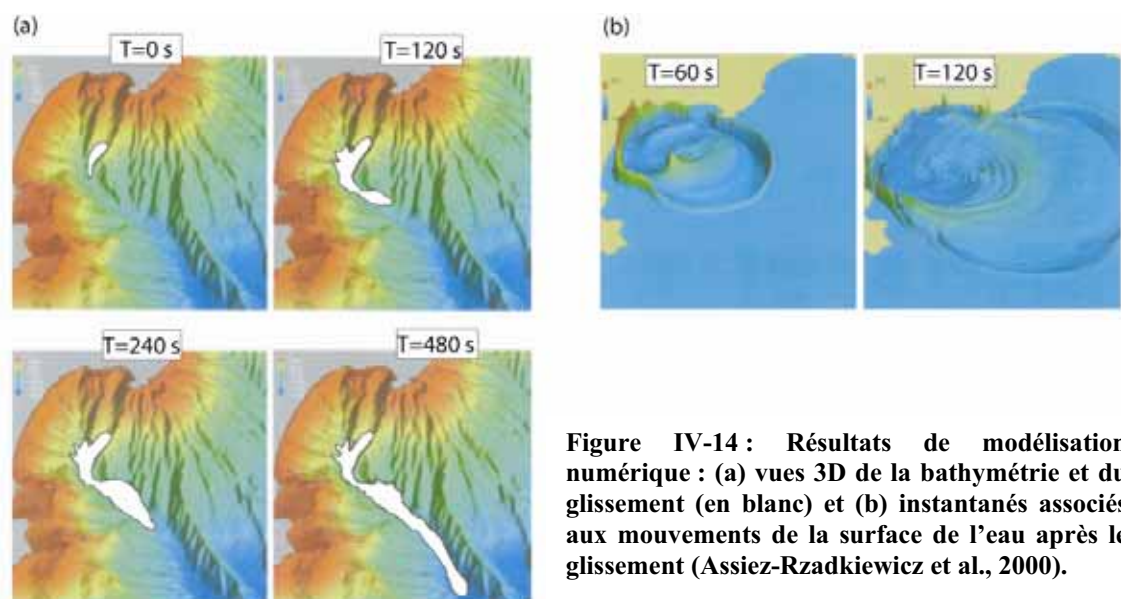 (a)
T=0 s
T=120 s
(b)
T=60 s
T=120 s
T=240 s
T=480 s
Figure IV-14 : Résultats de modélisation
numérique : (a) vues 3D de la bathymétrie et du
glissement (en blanc) et (b) instantanés associés
aux mouvements de la surface de l’eau après le
glissement (Assiez-Rzadkiewicz et al., 2000).